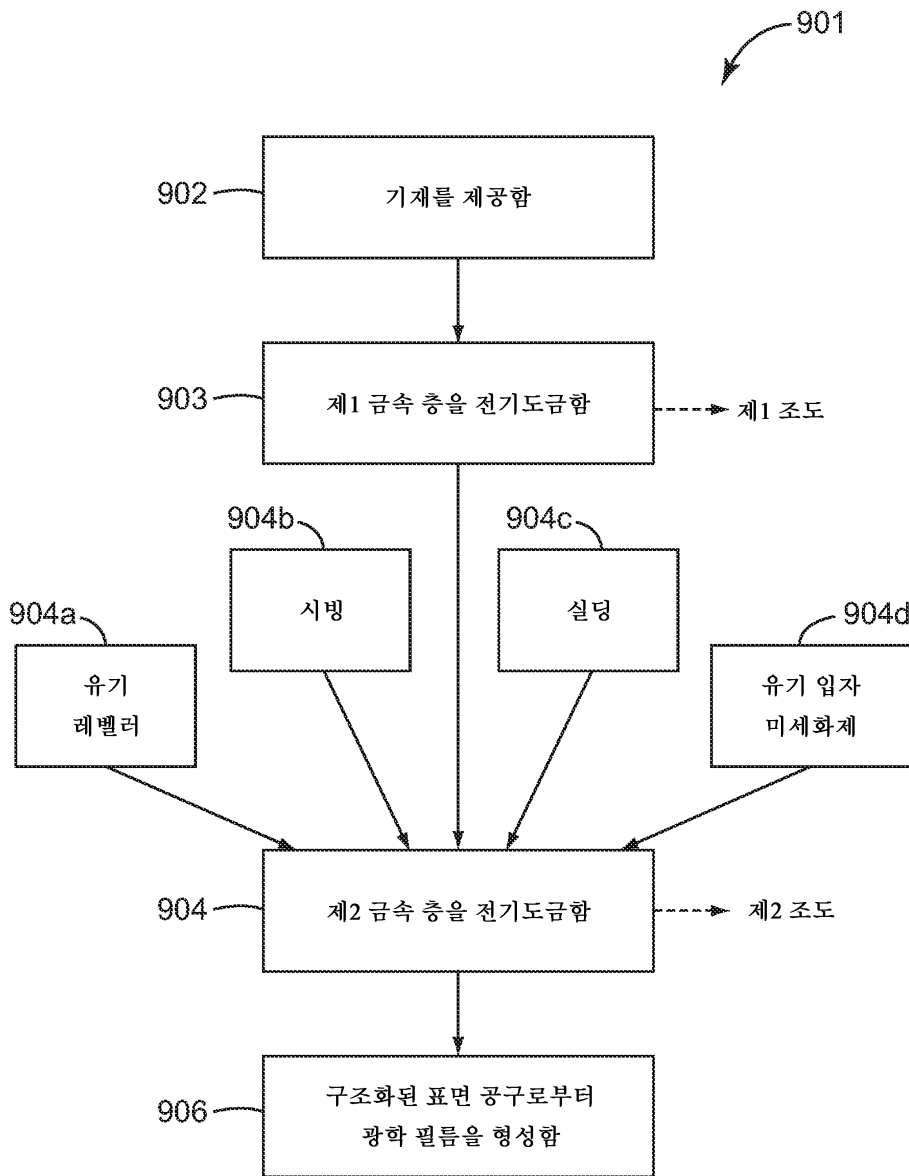 901
902
기재를 제공함
903
제1 금속 층을 전기도금함
제1 조도
904b
904c
시빙
실딩
904a
904d
유기
레벨러
유기 입자
미세화제
904
제2 금속 층을 전기도금함
제2 조도
906
구조화된 표면 공구로부터
광학 필름을 형성함